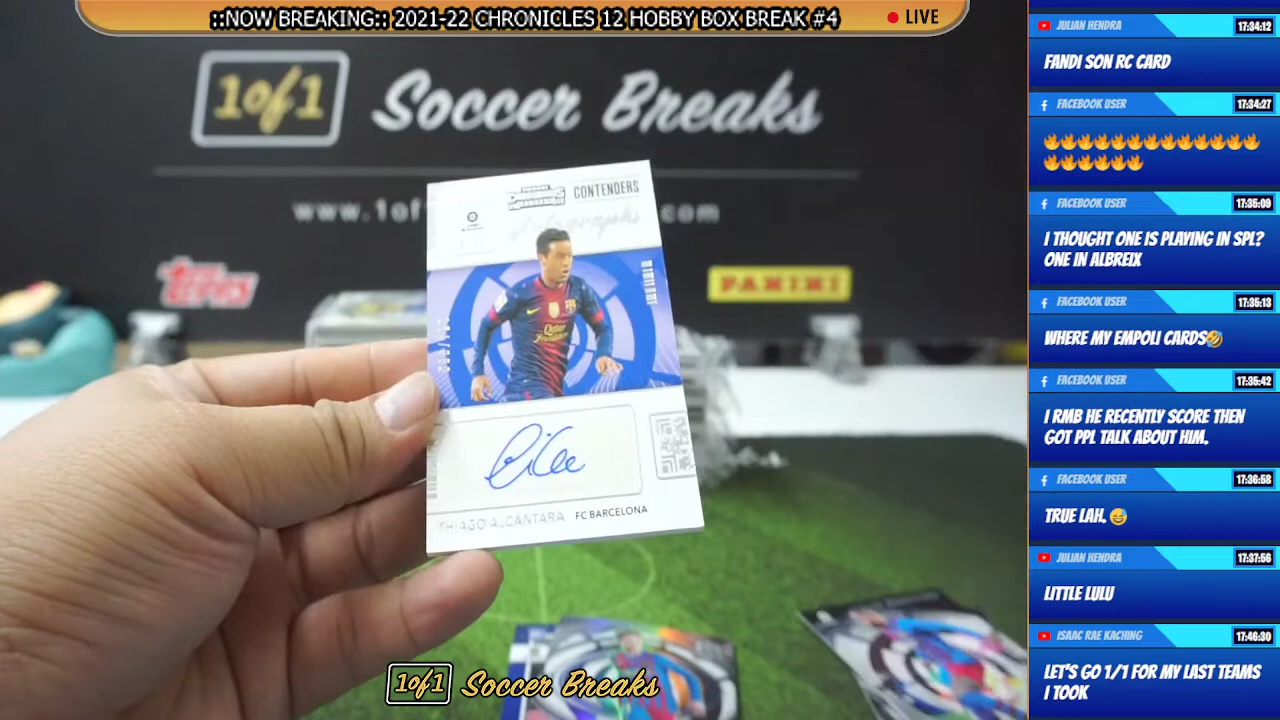 ::NOW BREAKING:: 2021-22 CHRONICLES 12 HOBBY BOX BREAK #4
LIVE
1of1 Soccer Breaks
www.1of
com
TOPPS
PANINI
CONTENDERS
Autographs
Qatar
THIAGO ALCANTARA FC BARCELONA
1of1 Soccer Breaks
JULIAN HENDRA 17:34:12
FANDI SON RC CARD
FACEBOOK USER 17:34:27
🔥🔥🔥🔥🔥🔥🔥🔥🔥🔥🔥🔥🔥
🔥🔥🔥🔥🔥🔥
FACEBOOK USER 17:35:09
I THOUGHT ONE IS PLAYING IN SPL?
ONE IN ALBREIX
FACEBOOK USER 17:35:13
WHERE MY EMPOLI CARDS🤣
FACEBOOK USER 17:35:42
I RMB HE RECENTLY SCORE THEN
GOT PPL TALK ABOUT HIM.
FACEBOOK USER 17:36:58
TRUE LAH. 😅
JULIAN HENDRA 17:37:56
LITTLE LULU
ISAAC RAE KACHING 17:46:30
LET'S GO 1/1 FOR MY LAST TEAMS
I TOOK